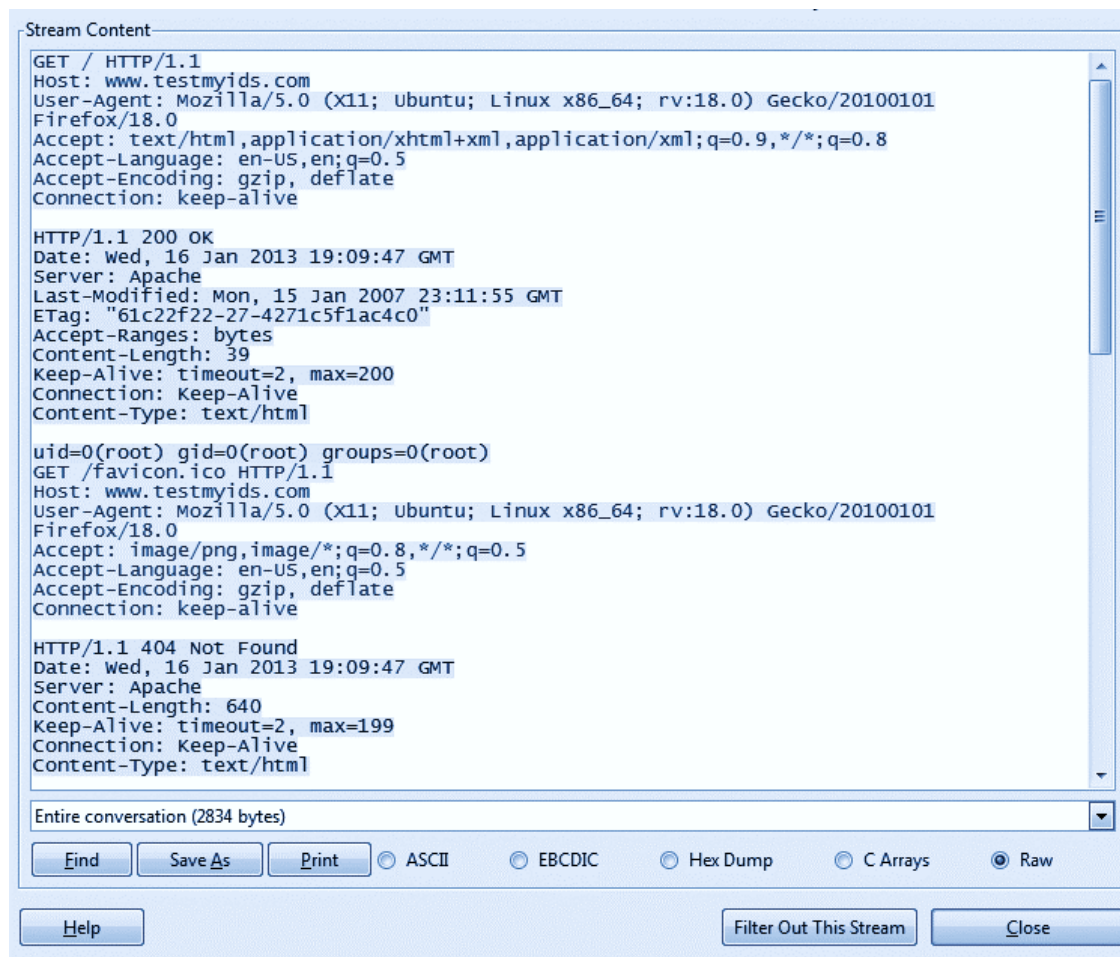 Stream Content
GET / HTTP/1.1
Host: www.testmyids.com
User-Agent: Mozilla/5.0 (X11; Ubuntu; Linux x86_64; rv:18.0) Gecko/20100101
Firefox/18.0
Accept: text/html,application/xhtml+xml,application/xml;q=0.9,*/*;q=0.8
Accept-Language: en-US,en;q=0.5
Accept-Encoding: gzip, deflate
Connection: keep-alive
HTTP/1.1 200 OK
Date: Wed, 16 Jan 2013 19:09:47 GMT
Server: Apache
Last-Modified: Mon, 15 Jan 2007 23:11:55 GMT
ETag: "61c22f22-27-4271c5f1ac4c0"
Accept-Ranges: bytes
Content-Length: 39
Keep-Alive: timeout=2, max=200
Connection: Keep-Alive
Content-Type: text/html
uid=0(root) gid=0(root) groups=0(root)
GET /favicon.ico HTTP/1.1
Host: www.testmyids.com
User-Agent: Mozilla/5.0 (X11; Ubuntu; Linux x86_64; rv:18.0) Gecko/20100101
Firefox/18.0
Accept: image/png,image/*;q=0.8,*/*;q=0.5
Accept-Language: en-US,en;q=0.5
Accept-Encoding: gzip, deflate
Connection: keep-alive
HTTP/1.1 404 Not Found
Date: Wed, 16 Jan 2013 19:09:47 GMT
Server: Apache
Content-Length: 640
Keep-Alive: timeout=2, max=199
Connection: Keep-Alive
Content-Type: text/html
Entire conversation (2834 bytes)
Find Save As Print ASCII EBCDIC Hex Dump C Arrays Raw
Help Filter Out This Stream Close